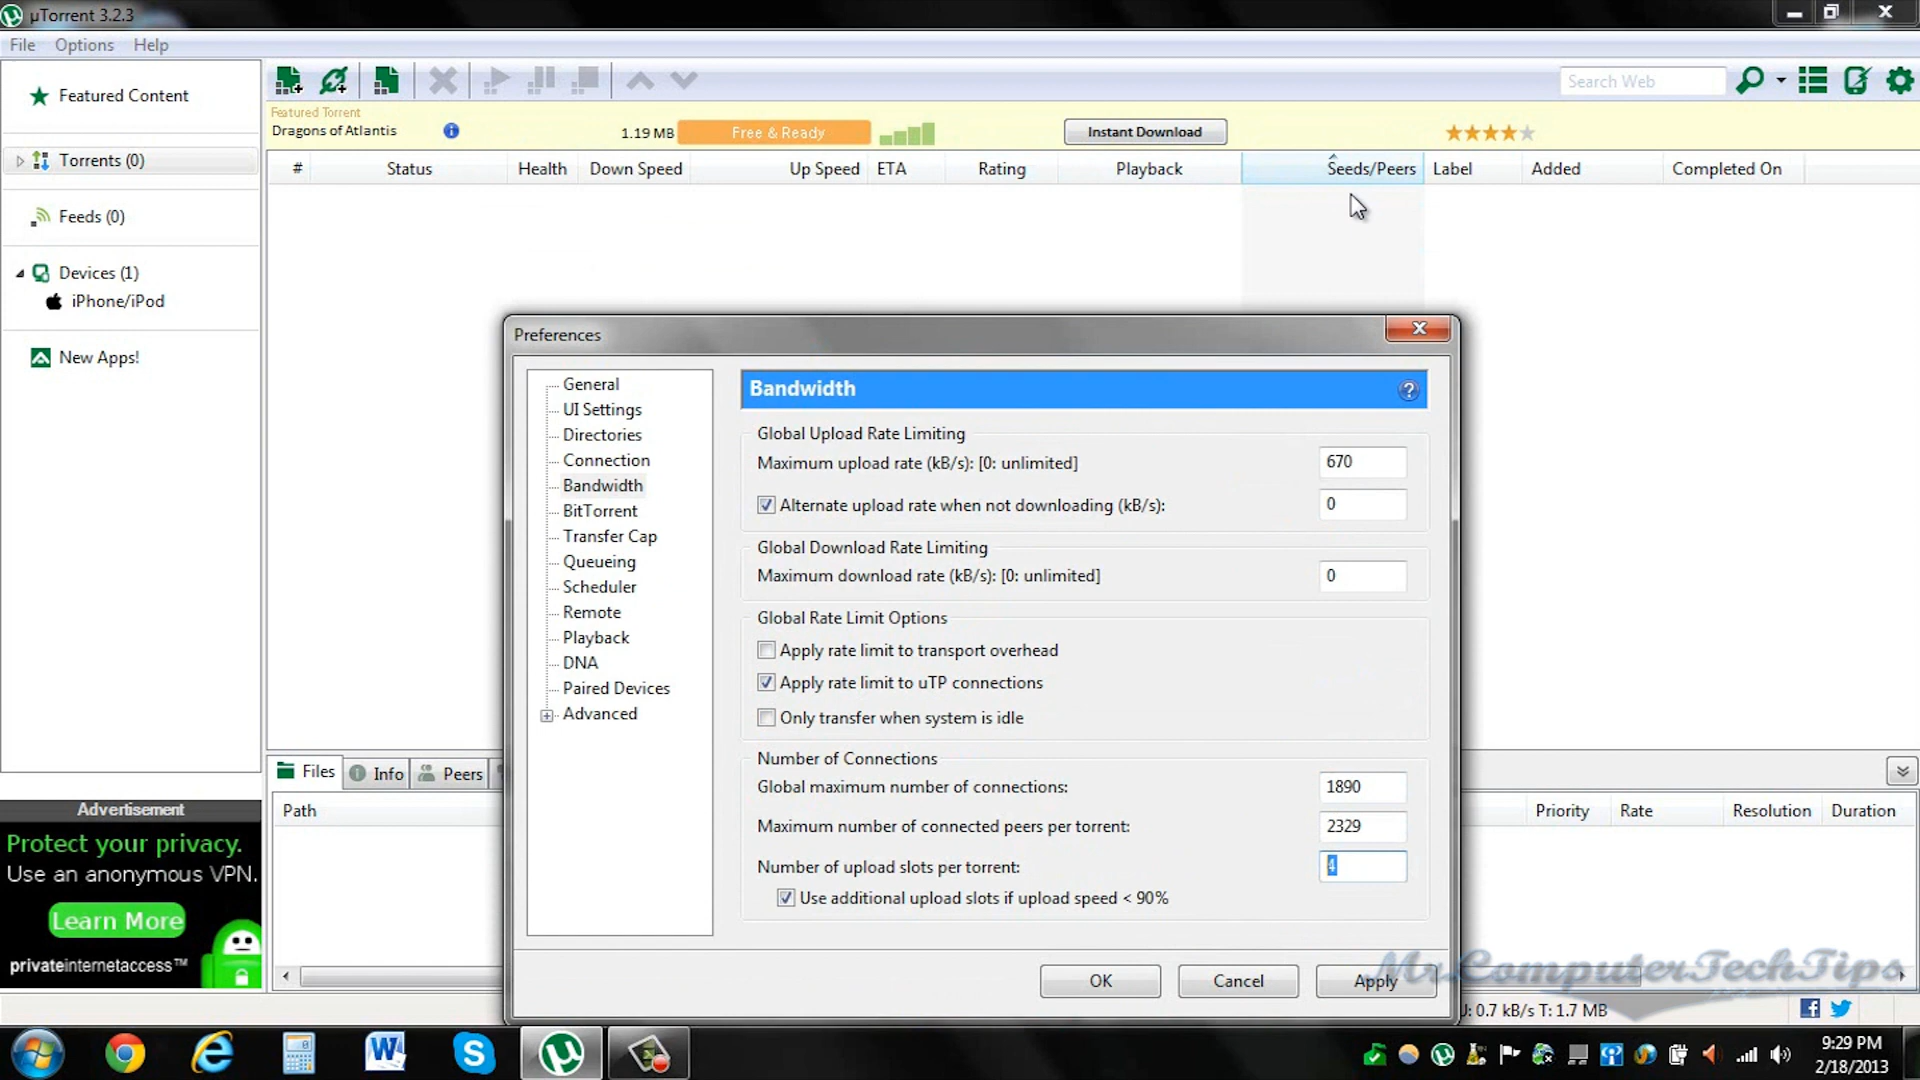 µTorrent 3.2.3
File Options Help
Featured Content
Torrents (0)
Feeds (0)
Devices (1)
iPhone/iPod
New Apps!
Search Web
Featured Torrent
Dragons of Atlantis
1.19 MB
Free & Ready
Instant Download
# Status Health Down Speed Up Speed ETA Rating Playback Seeds/Peers Label Added Completed On
Preferences
General
UI Settings
Directories
Connection
Bandwidth
BitTorrent
Transfer Cap
Queueing
Scheduler
Remote
Playback
DNA
Paired Devices
Advanced
Bandwidth
Global Upload Rate Limiting
Maximum upload rate (kB/s): [0: unlimited] 670
Alternate upload rate when not downloading (kB/s): 0
Global Download Rate Limiting
Maximum download rate (kB/s): [0: unlimited] 0
Global Rate Limit Options
Apply rate limit to transport overhead
Apply rate limit to uTP connections
Only transfer when system is idle
Number of Connections
Global maximum number of connections: 1890
Maximum number of connected peers per torrent: 2329
Number of upload slots per torrent: 4
Use additional upload slots if upload speed < 90%
OK Cancel Apply
Files Info Peers
Path
Priority Rate Resolution Duration
Advertisement
Protect your privacy.
Use an anonymous VPN.
Learn More
privateinternetaccess™
Mr.ComputerTechTips
U: 0.7 kB/s T: 1.7 MB
9:29 PM
2/18/2013